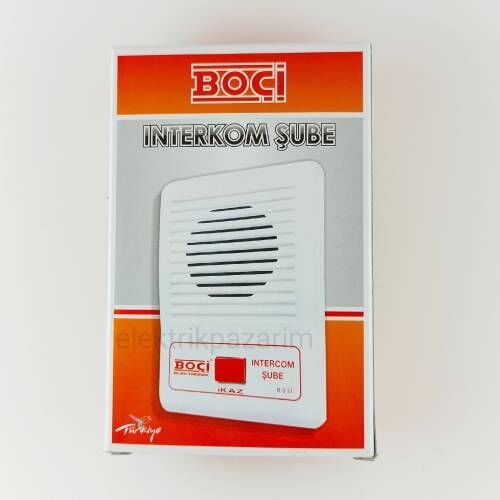 BOÇİ
INTERKOM ŞUBE
elektrikpazarim
BOÇİ
INTERCOM
ŞUBE
İKAZ
Türkiye